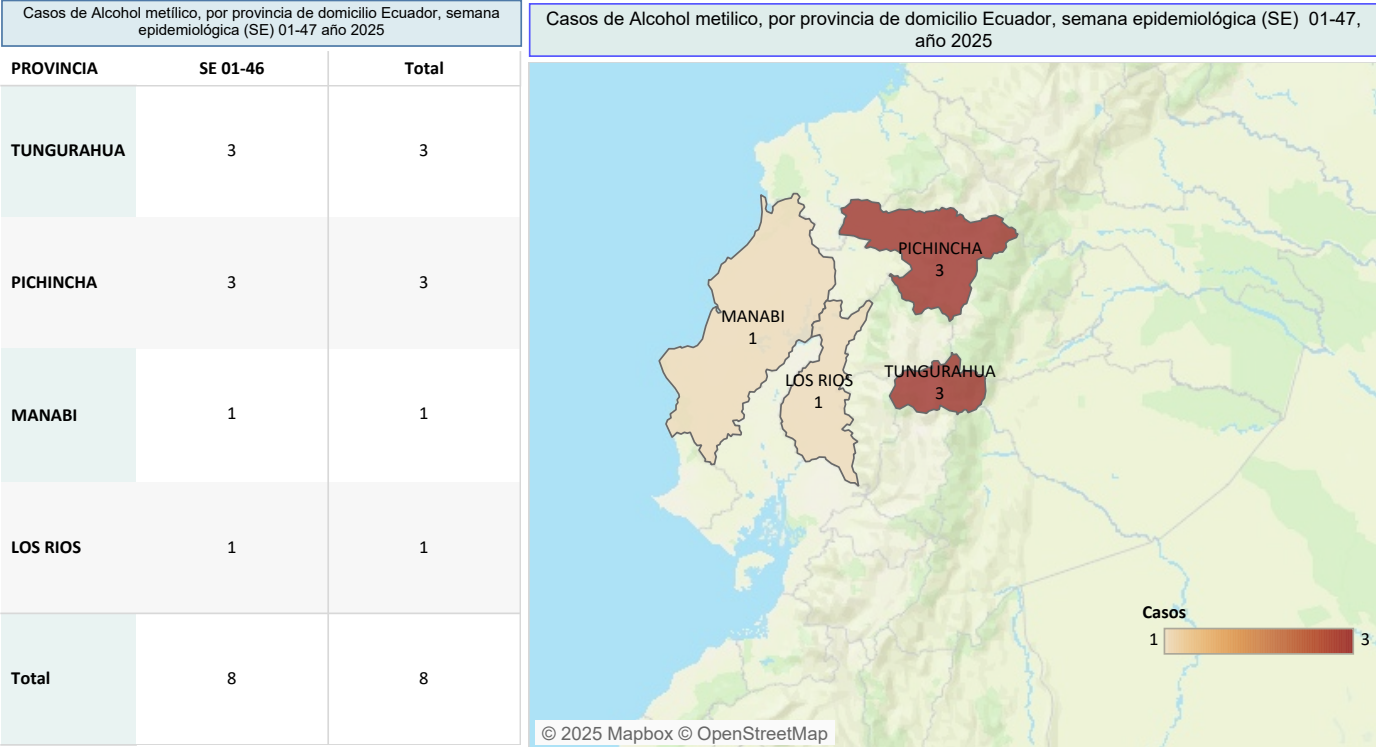 Casos de Alcohol metílico, por provincia de domicilio Ecuador, semana
epidemiológica (SE) 01-47 año 2025
PROVINCIA SE 01-46 Total
TUNGURAHUA 3 3
PICHINCHA 3 3
MANABI 1 1
LOS RIOS 1 1
Total 8 8
Casos de Alcohol metilico, por provincia de domicilio Ecuador, semana epidemiológica (SE) 01-47,
año 2025
PICHINCHA
3
MANABI
1
LOS RIOS
1
TUNGURAHUA
3
Casos
1 3
© 2025 Mapbox © OpenStreetMap